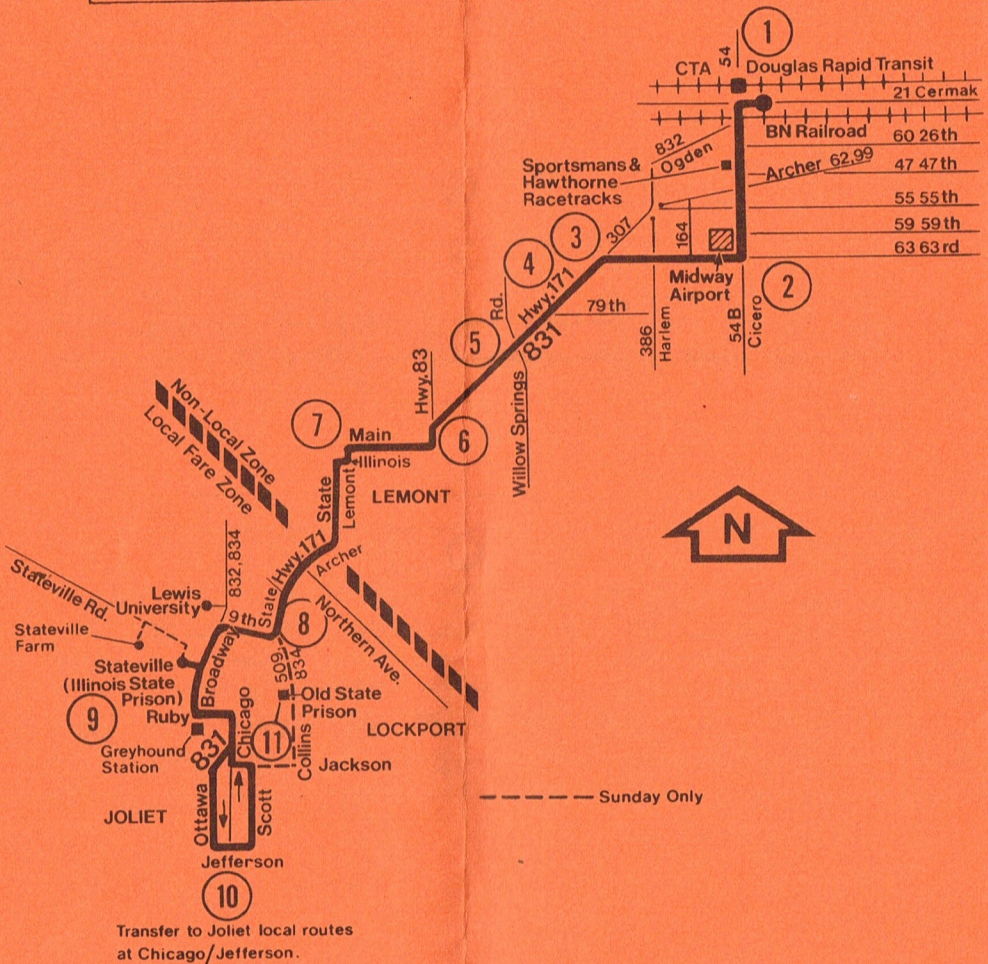 1
54
CTA
Douglas Rapid Transit
21 Cermak
BN Railroad
60 26th
832
Ogden
Archer 62,99
47 47th
Sportsmans &
Hawthorne
Racetracks
55 55th
59 59th
63 63rd
307
164
3
4
Midway
Airport
2
Hwy.171
Rd.
79th
831
386
Harlem
54B
Cicero
5
Hwy.83
Willow Springs
6
7
Main
Illinois
Non-Local Zone
Local Fare Zone
State
Lemont
LEMONT
N
Hwy.171
Archer
832,834
Stateville Rd.
Lewis
University
9th
State/
8
Northern Ave.
Stateville
Farm
Broadway
509,
834
Stateville
(Illinois State
Prison)
Old State
Prison
9
Ruby
Chicago
11
Collins
LOCKPORT
Greyhound
Station
831
Jackson
Sunday Only
JOLIET
Ottawa
Scott
Jefferson
10
Transfer to Joliet local routes
at Chicago/Jefferson.